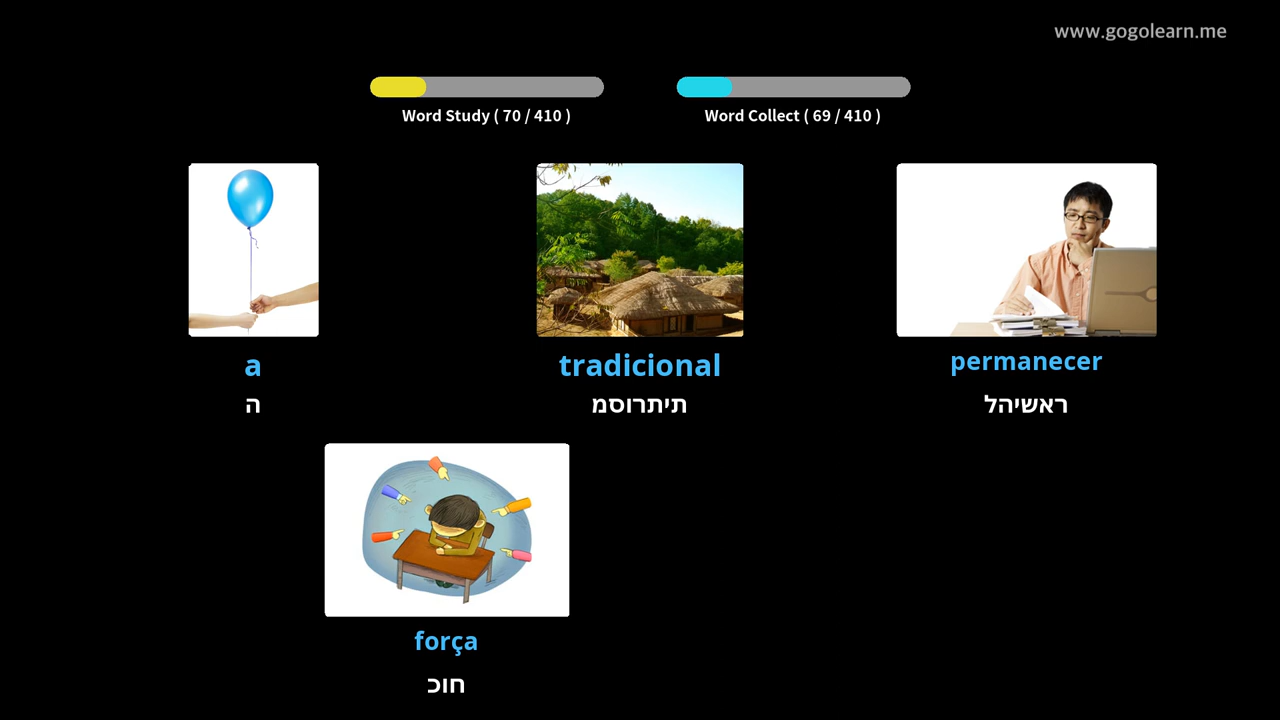 www.gogolearn.me
Word Study ( 70 / 410 )
Word Collect ( 69 / 410 )
a
tradicional
permanecer
ה
תיתרוסמ
ראשיהל
força
חוכ